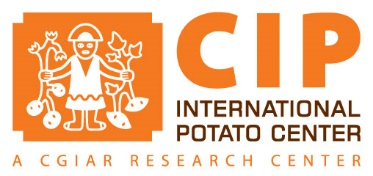 CIP
INTERNATIONAL
POTATO CENTER
A CGIAR RESEARCH CENTER